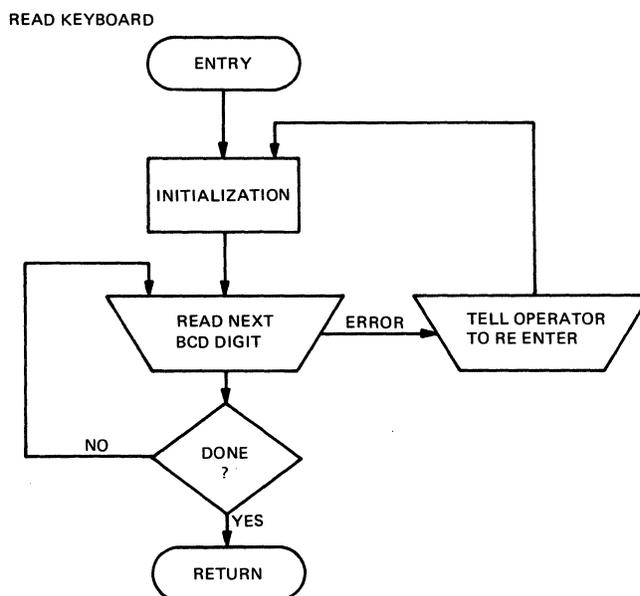 READ KEYBOARD
ENTRY
INITIALIZATION
READ NEXT
BCD DIGIT
ERROR
TELL OPERATOR
TO RE ENTER
NO
DONE
?
YES
RETURN